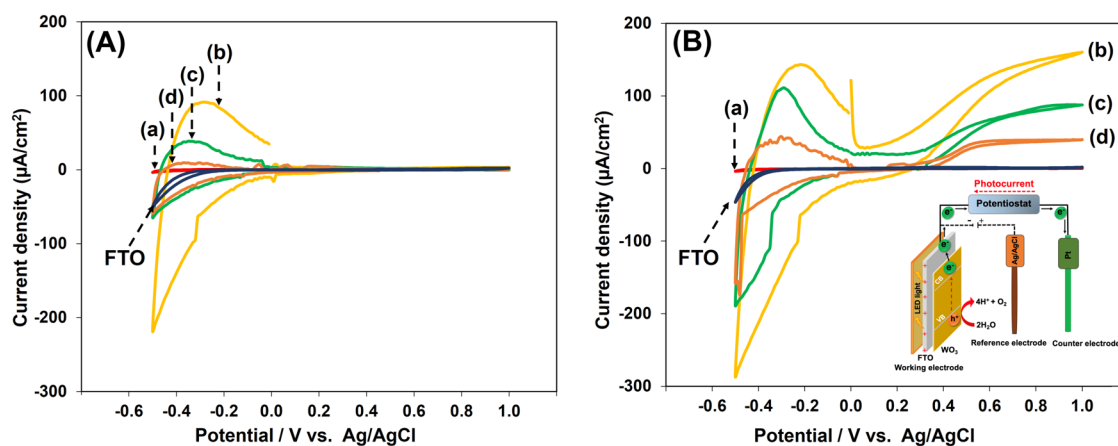 (A)
200
100
0
-100
-200
-300
-0.6
-0.4
-0.2
0.0
0.2
0.4
0.6
0.8
1.0
Current density (µA/cm²)
Potential / V vs. Ag/AgCl
(a)
(d)
(c)
(b)
FTO
(B)
200
100
0
-100
-200
-300
-0.6
-0.4
-0.2
0.0
0.2
0.4
0.6
0.8
1.0
Current density (µA/cm²)
Potential / V vs. Ag/AgCl
(a)
(b)
(c)
(d)
FTO
Photocurrent
Potentiostat
e⁻
e⁻
- +
e⁻
e⁻
LED light
CB
VB
h⁺
4H⁺ + O₂
2H₂O
FTO
WO₃
Working electrode
Ag/AgCl
Reference electrode
Pt
Counter electrode